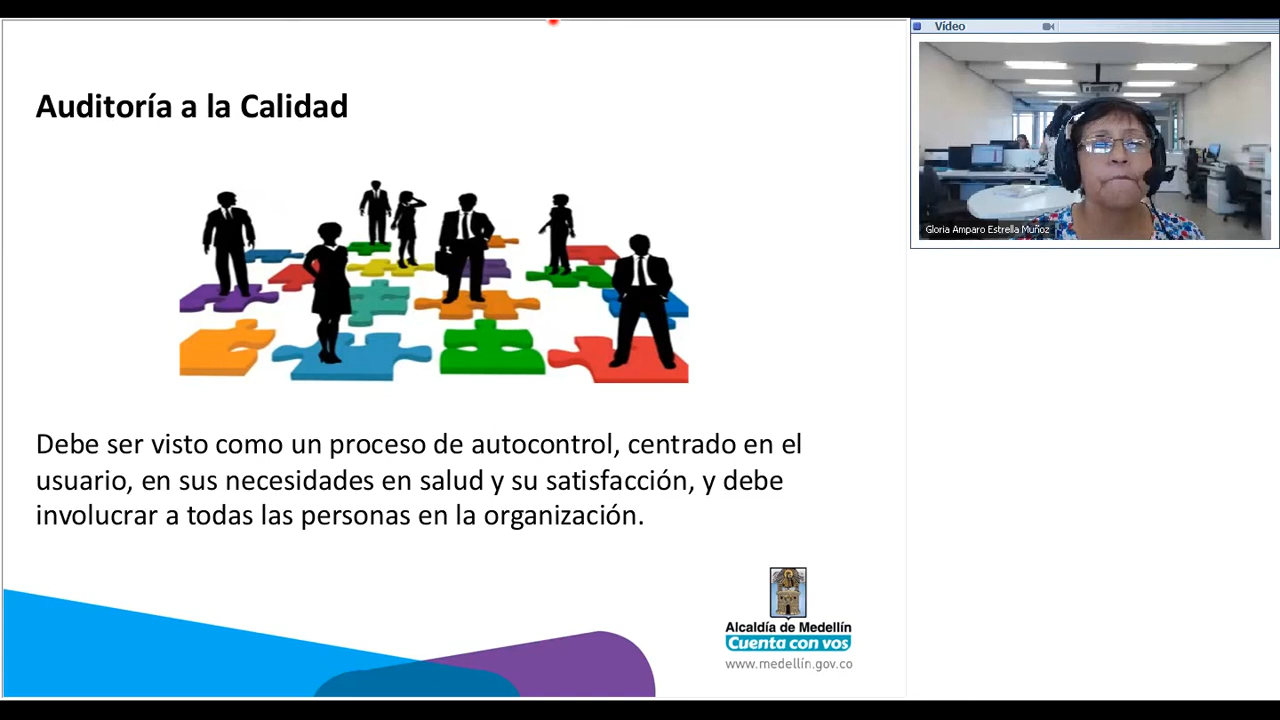 Auditoría a la Calidad
Debe ser visto como un proceso de autocontrol, centrado en el
usuario, en sus necesidades en salud y su satisfacción, y debe
involucrar a todas las personas en la organización.
Alcaldía de Medellín
Cuenta con vos
www.medellín.gov.co
Vídeo
Gloria Amparo Estrella Muñoz